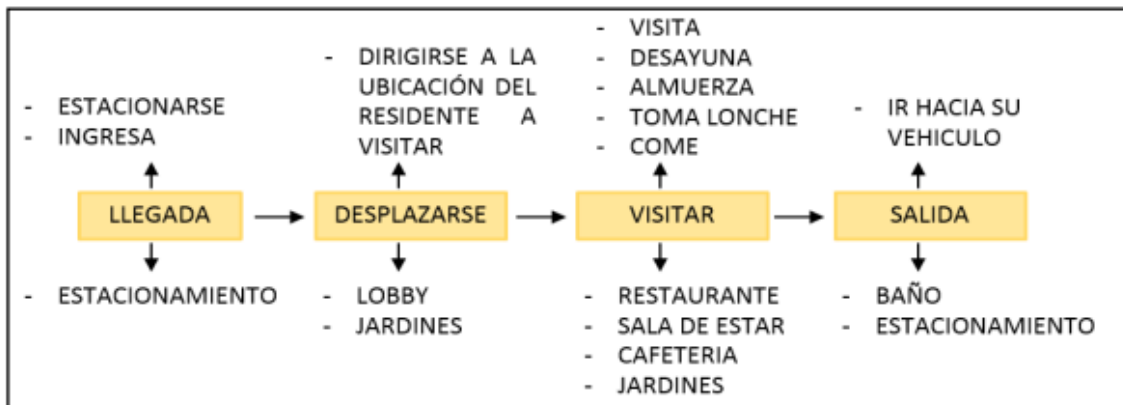 - ESTACIONARSE
- INGRESA
- DIRIGIRSE A LA
UBICACIÓN DEL
RESIDENTE A
VISITAR
- VISITA
- DESAYUNA
- ALMUERZA
- TOMA LONCHE
- COME
- IR HACIA SU
VEHICULO
LLEGADA
DESPLAZARSE
VISITAR
SALIDA
- ESTACIONAMIENTO
- LOBBY
- JARDINES
- RESTAURANTE
- SALA DE ESTAR
- CAFETERIA
- JARDINES
- BAÑO
- ESTACIONAMIENTO